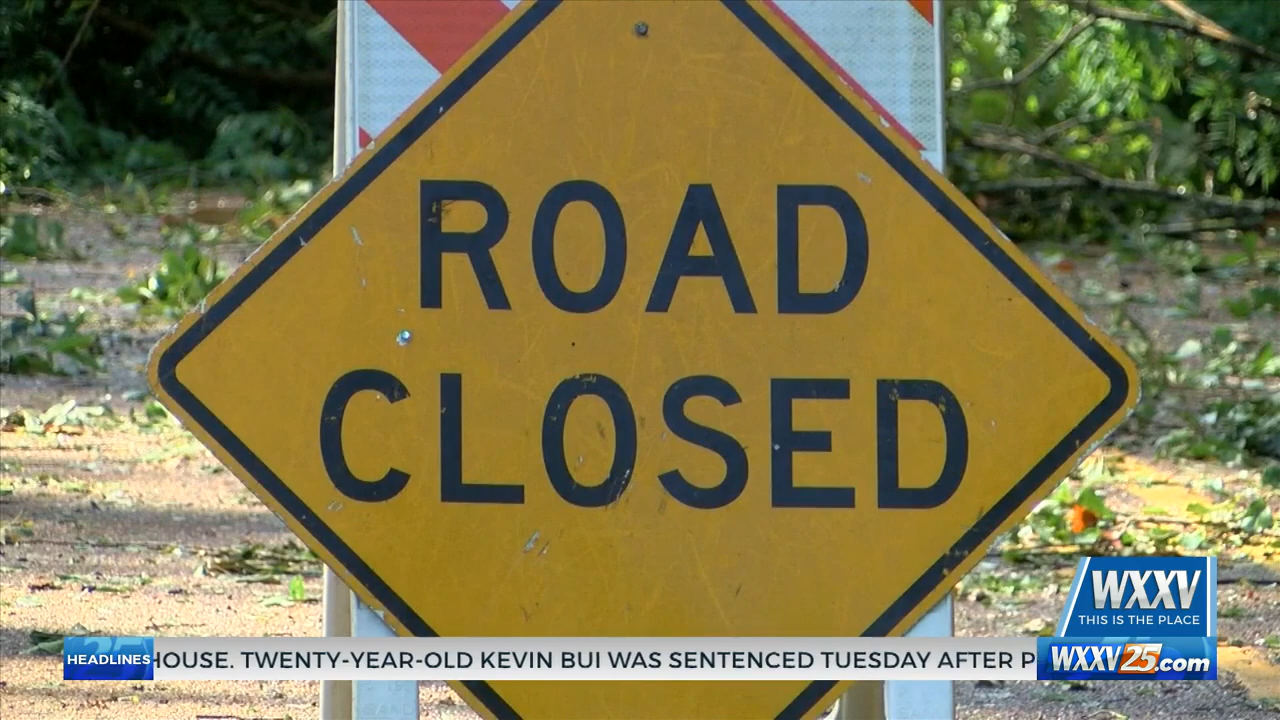 ROAD
CLOSED
WXXV
THIS IS THE PLACE
HEADLINES
HOUSE. TWENTY-YEAR-OLD KEVIN BUI WAS SENTENCED TUESDAY AFTER P
WXXV25.com